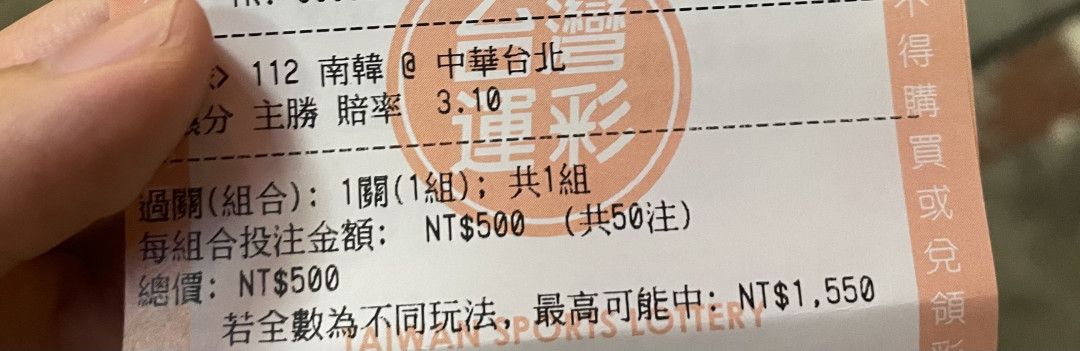 112 南韓 @ 中華台北
分 主勝 賠率 3.10
過關(組合): 1關(1組); 共1組
每組合投注金額: NT$500 (共50注)
總價: NT$500
若全數為不同玩法, 最高可能中: NT$1,550
台灣
運彩
TAIWAN SPORTS LOTTERY
得購買或兌領